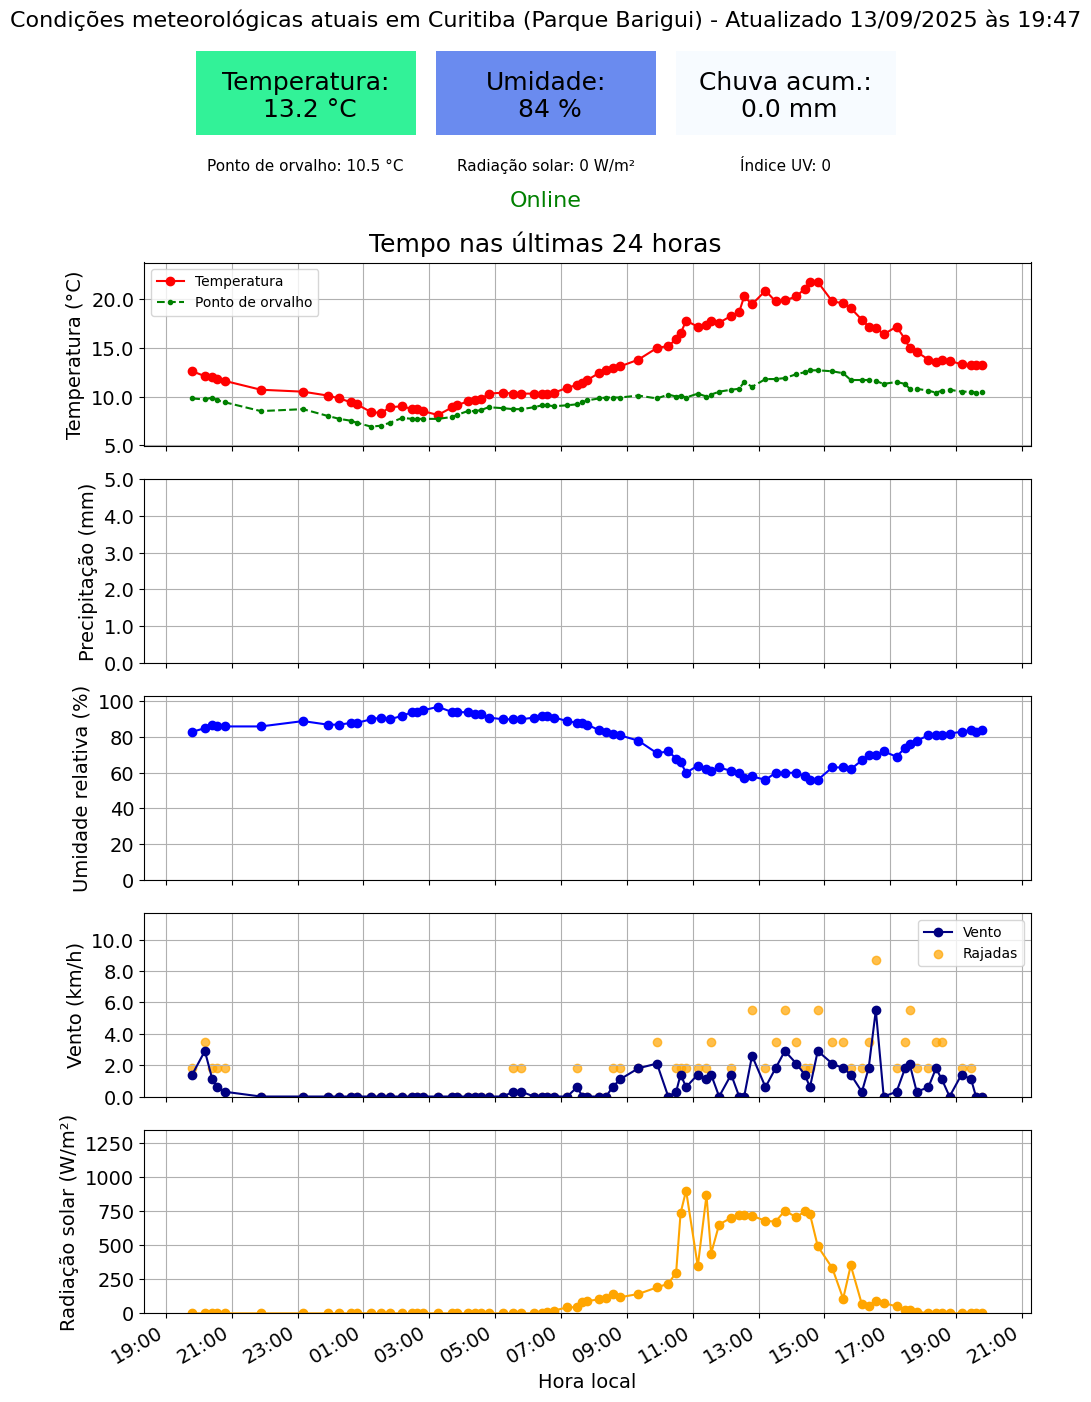 Condições meteorológicas atuais em Curitiba (Parque Barigui) - Atualizado 13/09/2025 às 19:47
Temperatura:
13.2 °C
Umidade:
84 %
Chuva acum.:
0.0 mm
Ponto de orvalho: 10.5 °C
Radiação solar: 0 W/m²
Índice UV: 0
Online
Tempo nas últimas 24 horas
Temperatura (°C)
20.0
15.0
10.0
5.0
Temperatura
Ponto de orvalho
Precipitação (mm)
5.0
4.0
3.0
2.0
1.0
0.0
Umidade relativa (%)
100
80
60
40
20
0
Vento (km/h)
10.0
8.0
6.0
4.0
2.0
0.0
Vento
Rajadas
Radiação solar (W/m²)
1250
1000
750
500
250
0
19:00
21:00
23:00
01:00
03:00
05:00
07:00
09:00
11:00
13:00
15:00
17:00
19:00
21:00
Hora local